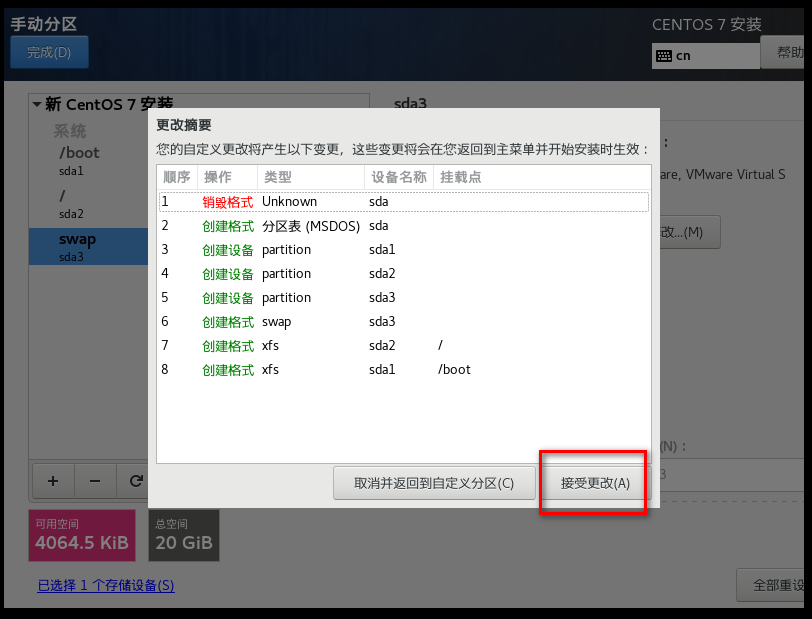 手动分区
CENTOS 7 安装
完成(D)
cn
帮助
新 CentOS 7 安装
sda3
系统
/boot
sda1
/
sda2
swap
sda3
:
are, VMware Virtual S
改...(M)
更改摘要
您的自定义更改将产生以下变更，这些变更将会在您返回到主菜单并开始安装时生效：
顺序 操作 类型 设备名称 挂载点
1 销毁格式 Unknown sda
2 创建格式 分区表 (MSDOS) sda
3 创建设备 partition sda1
4 创建设备 partition sda2
5 创建设备 partition sda3
6 创建格式 swap sda3
7 创建格式 xfs sda2 /
8 创建格式 xfs sda1 /boot
(N)：
3
取消并返回到自定义分区(C)
接受更改(A)
可用空间
4064.5 KiB
总空间
20 GiB
已选择 1 个存储设备(S)
全部重设